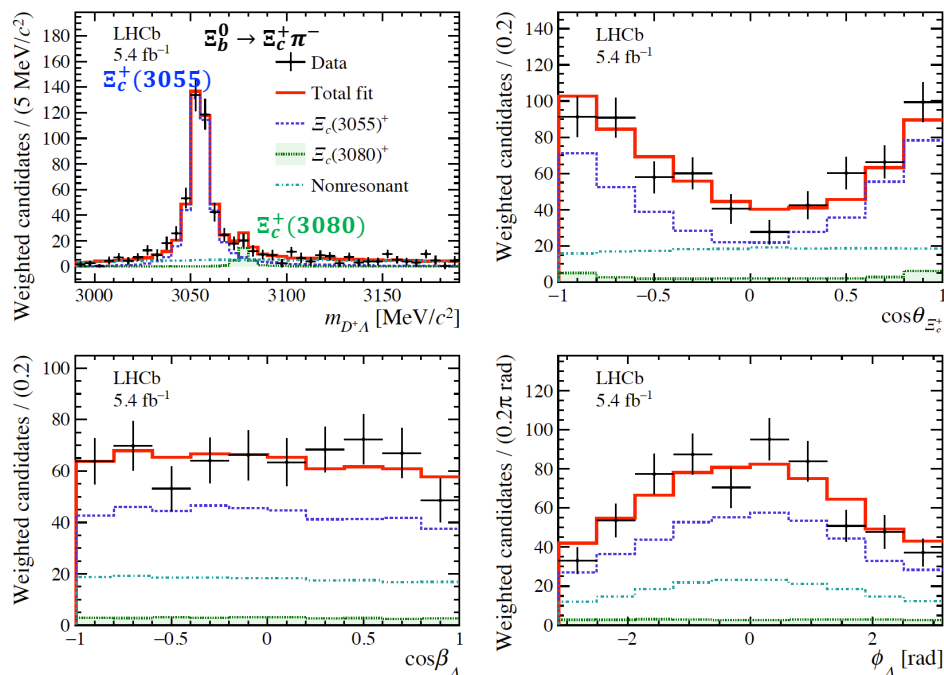 Weighted candidates / (5 MeV/c²)
180
160
140
120
100
80
60
40
20
0
LHCb
5.4 fb⁻¹
Ξ_b^0 → Ξ_c^+ π⁻
Ξ_c^+(3055)
Data
Total fit
Ξ_c(3055)⁺
Ξ_c(3080)⁺
Nonresonant
Ξ_c^+(3080)
3000
3050
3100
3150
m_{D⁺Λ} [MeV/c²]
Weighted candidates / (0.2)
120
100
80
60
40
20
0
LHCb
5.4 fb⁻¹
-1
-0.5
0
0.5
1
cosθ_{Ξ_c^+}
Weighted candidates / (0.2)
100
80
60
40
20
0
LHCb
5.4 fb⁻¹
-1
-0.5
0
0.5
1
cosβ_Λ
Weighted candidates / (0.2π rad)
120
100
80
60
40
20
0
LHCb
5.4 fb⁻¹
−2
0
2
ϕ_Λ [rad]